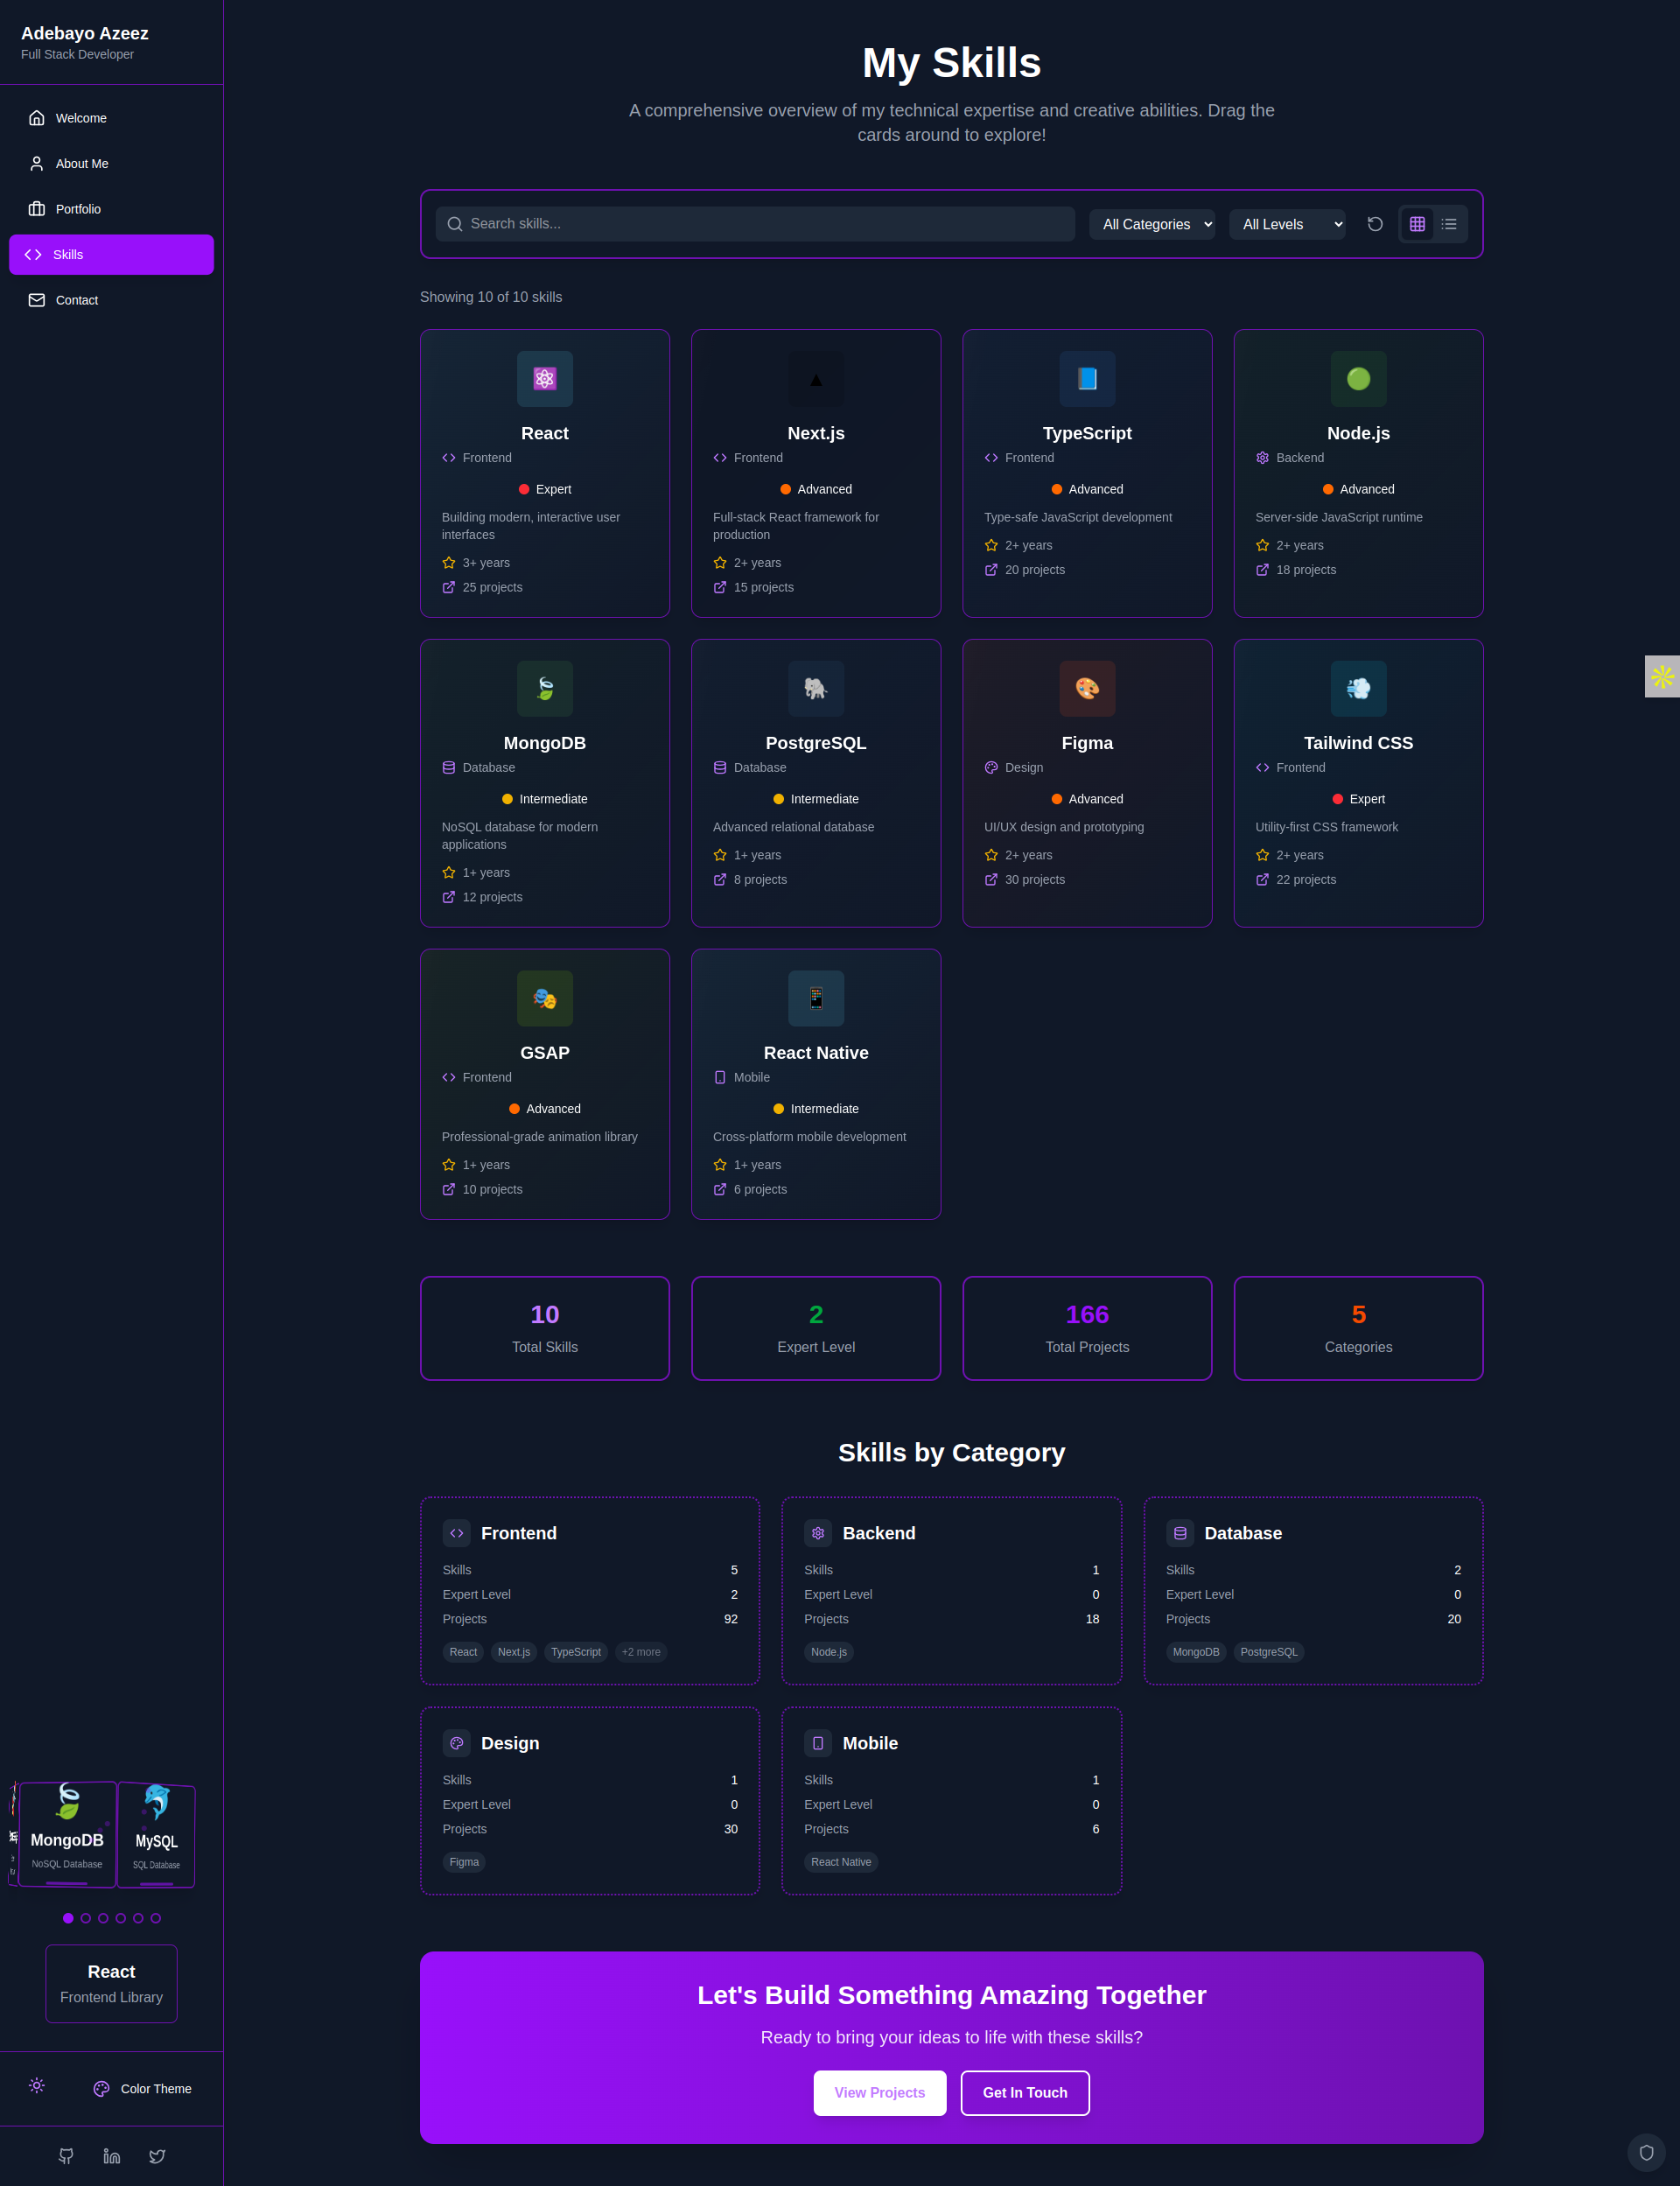 Adebayo Azeez
Full Stack Developer
Welcome
About Me
Portfolio
Skills
Contact
MongoDB
NoSQL Database
MySQL
SQL Database
React
Frontend Library
Color Theme
My Skills
A comprehensive overview of my technical expertise and creative abilities. Drag the
cards around to explore!
Search skills...
All Categories
All Levels
Showing 10 of 10 skills
React
Frontend
Expert
Building modern, interactive user
interfaces
3+ years
25 projects
Next.js
Frontend
Advanced
Full-stack React framework for
production
2+ years
15 projects
TypeScript
Frontend
Advanced
Type-safe JavaScript development
2+ years
20 projects
Node.js
Backend
Advanced
Server-side JavaScript runtime
2+ years
18 projects
MongoDB
Database
Intermediate
NoSQL database for modern
applications
1+ years
12 projects
PostgreSQL
Database
Intermediate
Advanced relational database
1+ years
8 projects
Figma
Design
Advanced
UI/UX design and prototyping
2+ years
30 projects
Tailwind CSS
Frontend
Expert
Utility-first CSS framework
2+ years
22 projects
GSAP
Frontend
Advanced
Professional-grade animation library
1+ years
10 projects
React Native
Mobile
Intermediate
Cross-platform mobile development
1+ years
6 projects
10
Total Skills
2
Expert Level
166
Total Projects
5
Categories
Skills by Category
Frontend
Skills 5
Expert Level 2
Projects 92
React Next.js TypeScript +2 more
Backend
Skills 1
Expert Level 0
Projects 18
Node.js
Database
Skills 2
Expert Level 0
Projects 20
MongoDB PostgreSQL
Design
Skills 1
Expert Level 0
Projects 30
Figma
Mobile
Skills 1
Expert Level 0
Projects 6
React Native
Let's Build Something Amazing Together
Ready to bring your ideas to life with these skills?
View Projects
Get In Touch